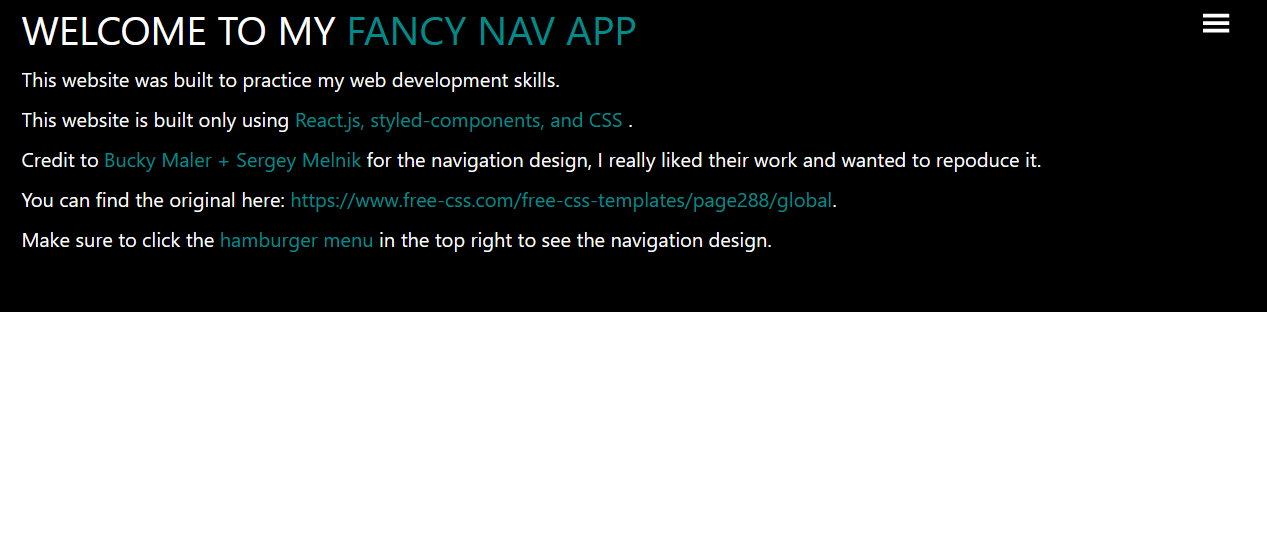 WELCOME TO MY FANCY NAV APP
This website was built to practice my web development skills.
This website is built only using React.js, styled-components, and CSS .
Credit to Bucky Maler + Sergey Melnik for the navigation design, I really liked their work and wanted to repoduce it.
You can find the original here: https://www.free-css.com/free-css-templates/page288/global.
Make sure to click the hamburger menu in the top right to see the navigation design.